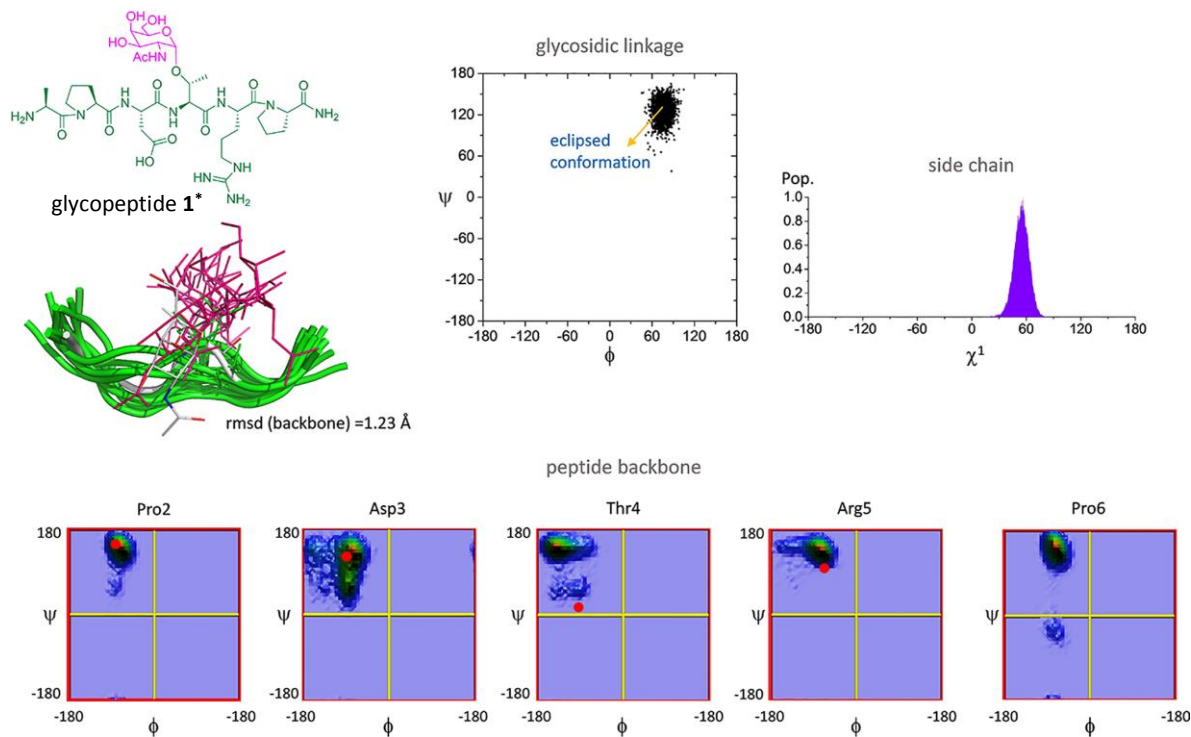 OH
OH
O
HO
AcHN
O
O
H
N
O
H
N
O
H
N
H2N
O
N
O
N
H
O
N
O
NH2
O
HO
NH
HN
NH2
glycopeptide 1*
rmsd (backbone) =1.23 Å
glycosidic linkage
180
120
60
ψ 0
-60
-120
-180
-180 -120 -60 0 60 120 180
ϕ
eclipsed
conformation
side chain
Pop.
1.0
0.8
0.6
0.4
0.2
0.0
-180 -120 -60 0 60 120 180
χ1
peptide backbone
Pro2 Asp3 Thr4 Arg5 Pro6
180 180 180 180 180
ψ ψ ψ ψ ψ
-180 -180 -180 -180 -180
-180 ϕ 180 -180 ϕ 180 -180 ϕ 180 -180 ϕ 180 -180 ϕ 180